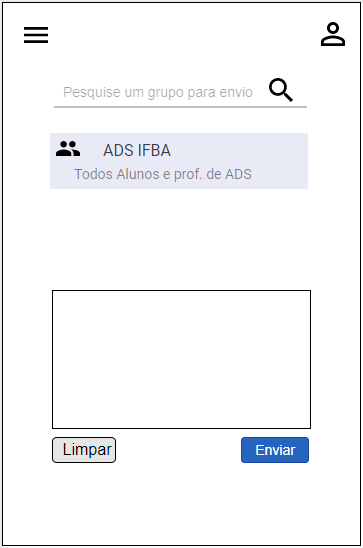 Pesquise um grupo para envio
ADS IFBA
Todos Alunos e prof. de ADS
Limpar
Enviar